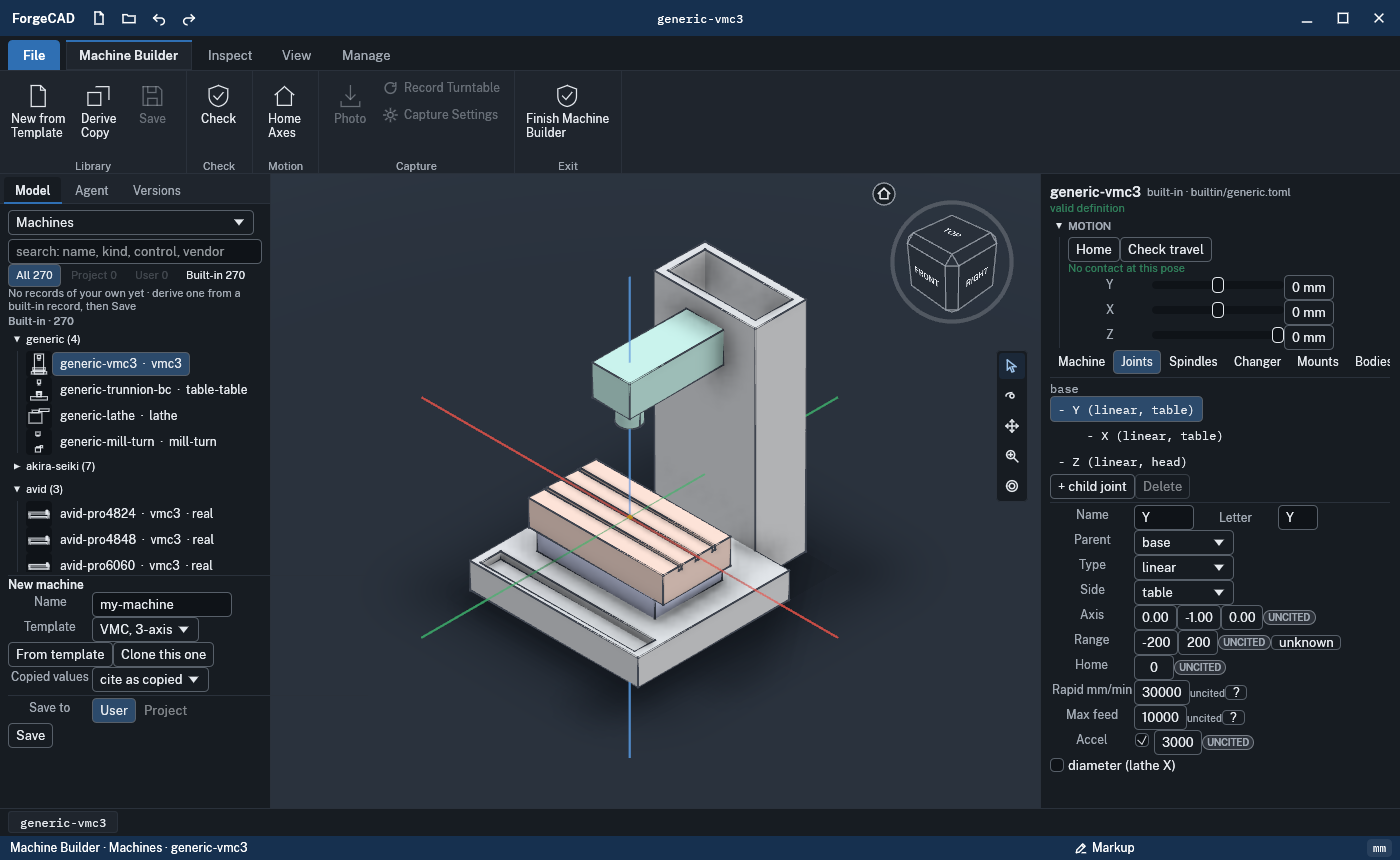 ForgeCAD
generic-vmc3
File
Machine Builder
Inspect
View
Manage
New from Template
Derive Copy
Save
Check
Home Axes
Photo
Record Turntable
Capture Settings
Finish Machine Builder
Library
Check
Motion
Capture
Exit
Model
Agent
Versions
Machines
search: name, kind, control, vendor
All 270
Project 0
User 0
Built-in 270
No records of your own yet · derive one from a
built-in record, then Save
Built-in · 270
generic (4)
generic-vmc3 · vmc3
generic-trunnion-bc · table-table
generic-lathe · lathe
generic-mill-turn · mill-turn
akira-seiki (7)
avid (3)
avid-pro4824 · vmc3 · real
avid-pro4848 · vmc3 · real
avid-pro6060 · vmc3 · real
New machine
Name
my-machine
Template
VMC, 3-axis
From template
Clone this one
Copied values
cite as copied
Save to
User
Project
Save
TOP
FRONT
RIGHT
generic-vmc3 built-in · builtin/generic.toml
valid definition
MOTION
Home
Check travel
No contact at this pose
Y
0 mm
X
0 mm
Z
0 mm
Machine
Joints
Spindles
Changer
Mounts
Bodies
base
- Y (linear, table)
- X (linear, table)
- Z (linear, head)
+ child joint
Delete
Name
Y
Letter
Y
Parent
base
Type
linear
Side
table
Axis
0.00
-1.00
0.00
UNCITED
Range
-200
200
UNCITED
unknown
Home
0
UNCITED
Rapid mm/min
30000
uncited
?
Max feed
10000
uncited
?
Accel
3000
UNCITED
diameter (lathe X)
generic-vmc3
Machine Builder · Machines · generic-vmc3
Markup
mm